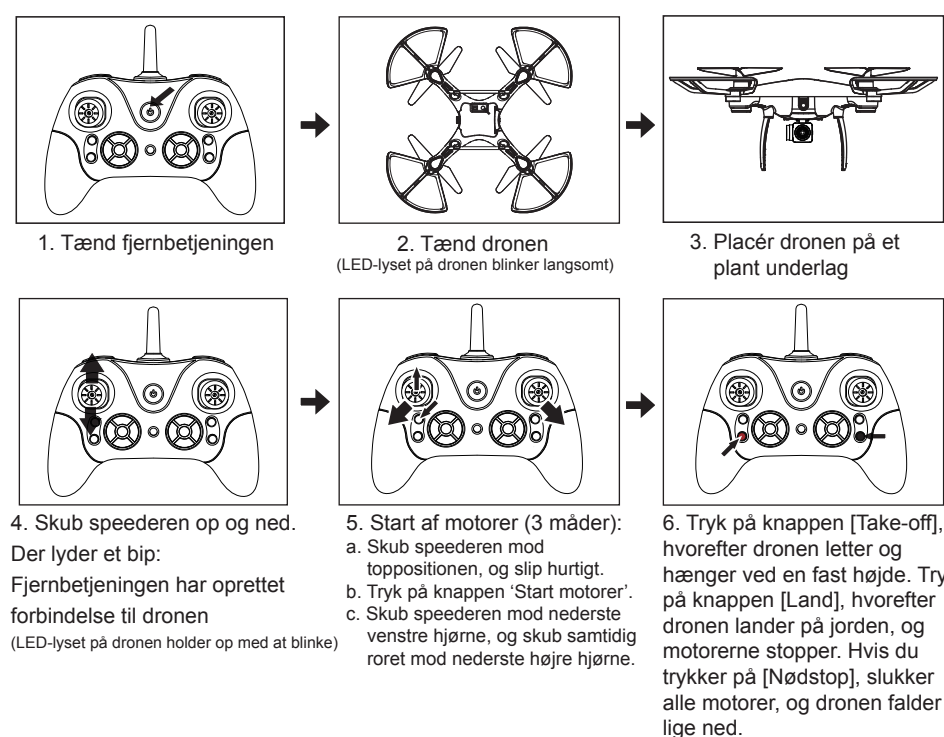 1. Tænd fjernbetjeningen
2. Tænd dronen
(LED-lyset på dronen blinker langsomt)
3. Placér dronen på et
plant underlag
4. Skub speederen op og ned.
Der lyder et bip:
Fjernbetjeningen har oprettet
forbindelse til dronen
(LED-lyset på dronen holder op med at blinke)
5. Start af motorer (3 måder):
a. Skub speederen mod
toppositionen, og slip hurtigt.
b. Tryk på knappen 'Start motorer'.
c. Skub speederen mod nederste
venstre hjørne, og skub samtidig
roret mod nederste højre hjørne.
6. Tryk på knappen [Take-off],
hvorefter dronen letter og
hænger ved en fast højde. Try
på knappen [Land], hvorefter
dronen lander på jorden, og
motorerne stopper. Hvis du
trykker på [Nødstop], slukker
alle motorer, og dronen falder
lige ned.